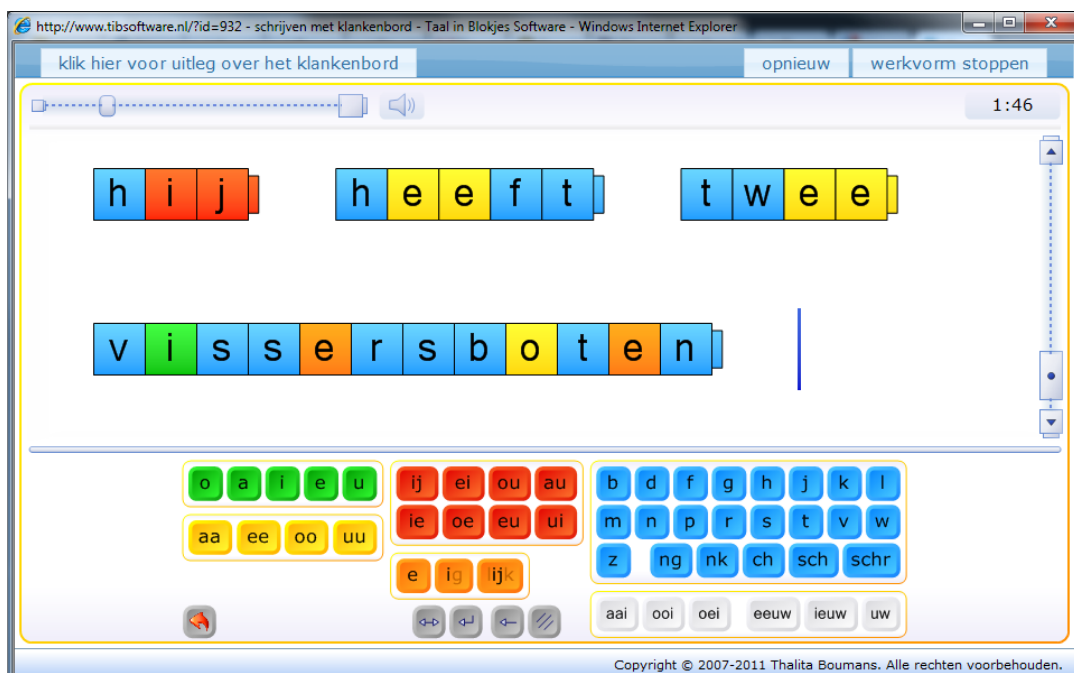 http://www.tibsoftware.nl/?id=932 - schrijven met klankenbord - Taal in Blokjes Software - Windows Internet Explorer
klik hier voor uitleg over het klankenbord opnieuw werkvorm stoppen
1:46
hij heeft twee
vissersboten
o a i e u ij ei ou au b d f g h j k l
aa ee oo uu ie oe eu ui m n p r s t v w
e ig lijk z ng nk ch sch schr
aai ooi oei eeuw ieuw uw
Copyright © 2007-2011 Thalita Boumans. Alle rechten voorbehouden.